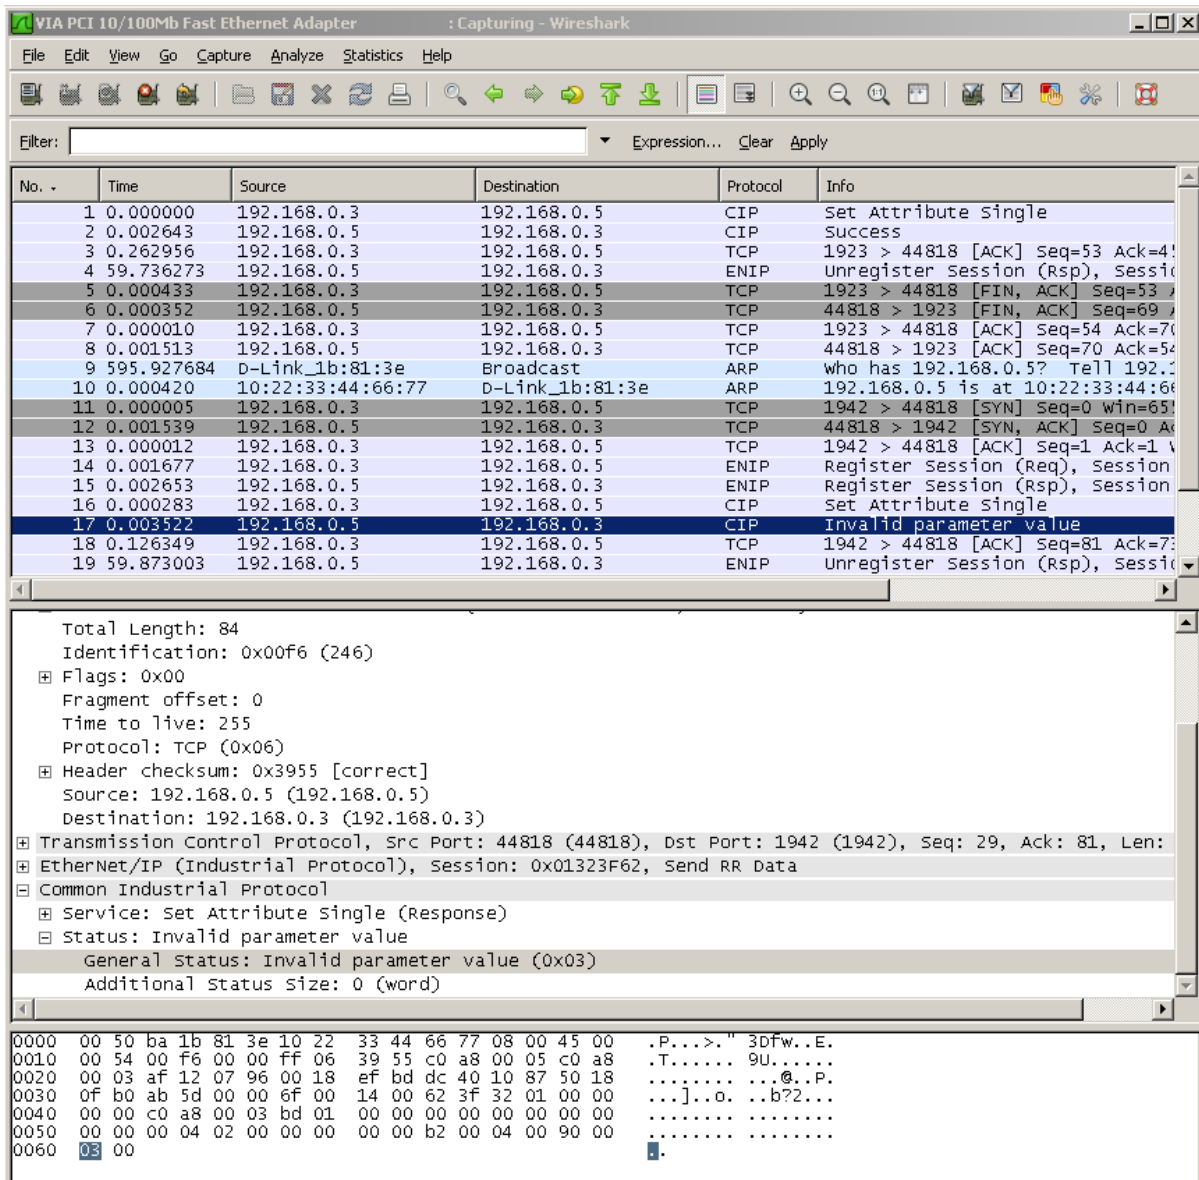 VIA PCI 10/100Mb Fast Ethernet Adapter : Capturing - Wireshark
File Edit View Go Capture Analyze Statistics Help
Filter: Expression... Clear Apply
No. Time Source Destination Protocol Info
1 0.000000 192.168.0.3 192.168.0.5 CIP Set Attribute Single
2 0.002643 192.168.0.5 192.168.0.3 CIP Success
3 0.262956 192.168.0.3 192.168.0.5 TCP 1923 > 44818 [ACK] Seq=53 Ack=4
4 59.736273 192.168.0.5 192.168.0.3 ENIP Unregister Session (Rsp), Sessi
5 0.000433 192.168.0.3 192.168.0.5 TCP 1923 > 44818 [FIN, ACK] Seq=53
6 0.000352 192.168.0.5 192.168.0.3 TCP 44818 > 1923 [FIN, ACK] Seq=69
7 0.000010 192.168.0.3 192.168.0.5 TCP 1923 > 44818 [ACK] Seq=54 Ack=7
8 0.001513 192.168.0.5 192.168.0.3 TCP 44818 > 1923 [ACK] Seq=70 Ack=54
9 595.927684 D-Link_1b:81:3e Broadcast ARP Who has 192.168.0.5? Tell 192.1
10 0.000420 10:22:33:44:66:77 D-Link_1b:81:3e ARP 192.168.0.5 is at 10:22:33:44:6
11 0.000005 192.168.0.3 192.168.0.5 TCP 1942 > 44818 [SYN] Seq=0 Win=65
12 0.001539 192.168.0.5 192.168.0.3 TCP 44818 > 1942 [SYN, ACK] Seq=0 A
13 0.000012 192.168.0.3 192.168.0.5 TCP 1942 > 44818 [ACK] Seq=1 Ack=1
14 0.001677 192.168.0.3 192.168.0.5 ENIP Register Session (Req), Session
15 0.002653 192.168.0.5 192.168.0.3 ENIP Register Session (Rsp), Session
16 0.000283 192.168.0.3 192.168.0.5 CIP Set Attribute Single
17 0.003522 192.168.0.5 192.168.0.3 CIP Invalid parameter value
18 0.126349 192.168.0.3 192.168.0.5 TCP 1942 > 44818 [ACK] Seq=81 Ack=7
19 59.873003 192.168.0.5 192.168.0.3 ENIP Unregister Session (Rsp), Sessi
Total Length: 84
Identification: 0x00f6 (246)
Flags: 0x00
Fragment offset: 0
Time to live: 255
Protocol: TCP (0x06)
Header checksum: 0x3955 [correct]
Source: 192.168.0.5 (192.168.0.5)
Destination: 192.168.0.3 (192.168.0.3)
Transmission Control Protocol, Src Port: 44818 (44818), Dst Port: 1942 (1942), Seq: 29, Ack: 81, Len:
EtherNet/IP (Industrial Protocol), Session: 0x01323F62, Send RR Data
Common Industrial Protocol
Service: Set Attribute Single (Response)
Status: Invalid parameter value
General Status: Invalid parameter value (0x03)
Additional Status Size: 0 (word)
0000 00 50 ba 1b 81 3e 10 22 33 44 66 77 08 00 45 00 .P...>." 3Dfw..E.
0010 00 54 00 f6 00 00 ff 06 39 55 c0 a8 00 05 c0 a8 .T...... 9U......
0020 00 03 af 12 07 96 00 18 ef bd dc 40 10 87 50 18 ........ ...@..P.
0030 0f b0 ab 5d 00 00 6f 00 14 00 62 3f 32 01 00 00 ...]..o. ..b?2...
0040 00 00 c0 a8 00 03 bd 01 00 00 00 00 00 00 00 00 ........ ........
0050 00 00 00 04 02 00 00 00 00 00 b2 00 04 00 90 00 ........ ........
0060 03 00 ..